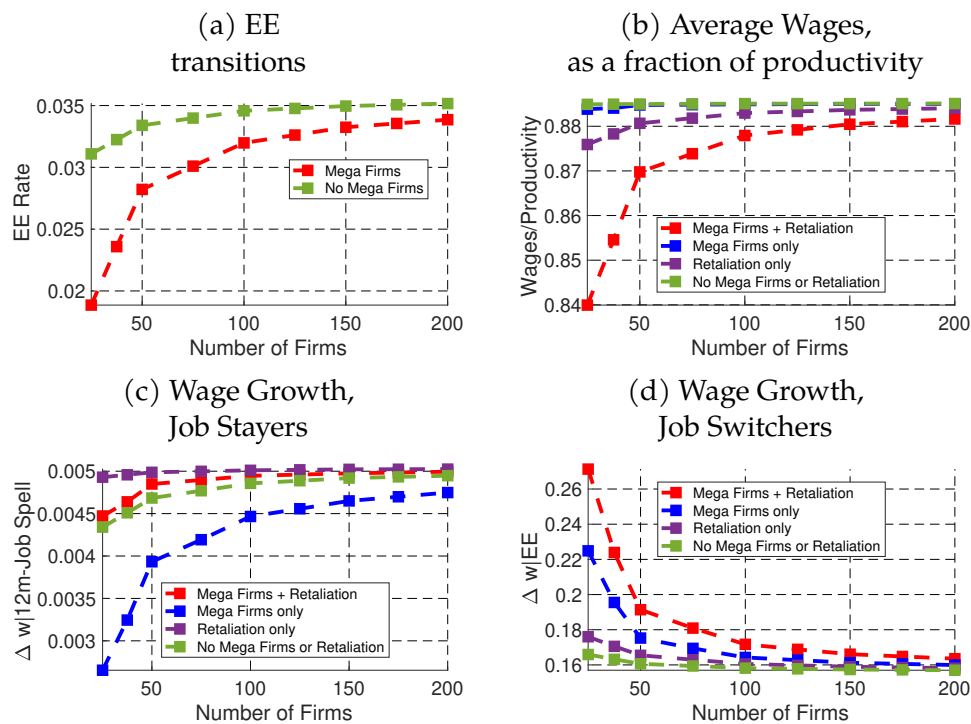 (a) EE
transitions
0.035
0.03
0.025
0.02
EE Rate
Mega Firms
No Mega Firms
50
100
150
200
Number of Firms
(b) Average Wages,
as a fraction of productivity
0.88
0.87
0.86
0.85
0.84
Wages/Productivity
Mega Firms + Retaliation
Mega Firms only
Retaliation only
No Mega Firms or Retaliation
50
100
150
200
Number of Firms
(c) Wage Growth,
Job Stayers
0.005
0.0045
0.004
0.0035
0.003
Δ w|12m-Job Spell
Mega Firms + Retaliation
Mega Firms only
Retaliation only
No Mega Firms or Retaliation
50
100
150
200
Number of Firms
(d) Wage Growth,
Job Switchers
0.26
0.24
0.22
0.2
0.18
0.16
Δ w|EE
Mega Firms + Retaliation
Mega Firms only
Retaliation only
No Mega Firms or Retaliation
50
100
150
200
Number of Firms